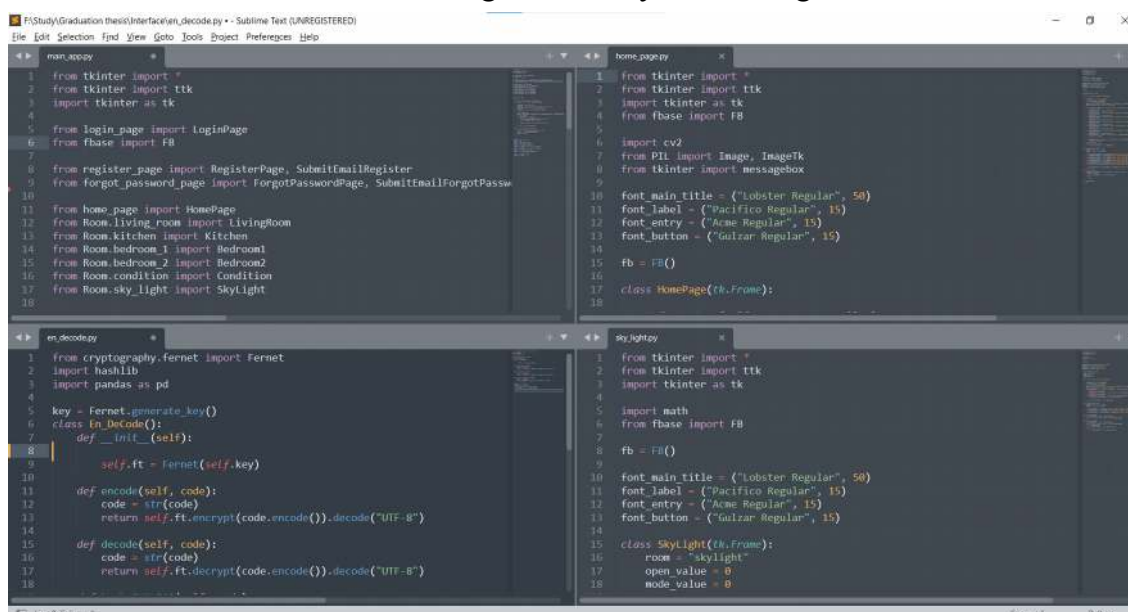 F:\Study\Graduation thesis\Interface\en_decode.py • - Sublime Text (UNREGISTERED)
File Edit Selection Find View Goto Tools Project Preferences Help
main_app.py
1 from tkinter import *
2 from tkinter import ttk
3 import tkinter as tk
4
5 from login_page import LoginPage
6 from fbase import FB
7
8 from register_page import RegisterPage, SubmitEmailRegister
9 from forgot_password_page import ForgotPasswordPage, SubmitEmailForgotPassw
10
11 from home_page import HomePage
12 from Room.living_room import LivingRoom
13 from Room.kitchen import Kitchen
14 from Room.bedroom_1 import Bedroom1
15 from Room.bedroom_2 import Bedroom2
16 from Room.condition import Condition
17 from Room.sky_light import SkyLight
18
home_page.py
1 from tkinter import *
2 from tkinter import ttk
3 import tkinter as tk
4 from fbase import FB
5
6 import cv2
7 from PIL import Image, ImageTk
8 from tkinter import messagebox
9
10 font_main_title = ("Lobster Regular", 50)
11 font_label = ("Pacifico Regular", 15)
12 font_entry = ("Acme Regular", 15)
13 font_button = ("Gulzar Regular", 15)
14
15 fb = FB()
16
17 class HomePage(tk.Frame):
18
en_decode.py
1 from cryptography.fernet import Fernet
2 import hashlib
3 import pandas as pd
4
5 key = Fernet.generate_key()
6 class En_DeCode():
7 def __init__(self):
8
9 self.ft = Fernet(self.key)
10
11 def encode(self, code):
12 code = str(code)
13 return self.ft.encrypt(code.encode()).decode("UTF-8")
14
15 def decode(self, code):
16 code = str(code)
17 return self.ft.decrypt(code.encode()).decode("UTF-8")
18
sky_light.py
1 from tkinter import *
2 from tkinter import ttk
3 import tkinter as tk
4
5 import math
6 from fbase import FB
7
8 fb = FB()
9
10 font_main_title = ("Lobster Regular", 50)
11 font_label = ("Pacifico Regular", 15)
12 font_entry = ("Acme Regular", 15)
13 font_button = ("Gulzar Regular", 15)
14
15 class SkyLight(tk.Frame):
16 room = "skylight"
17 open_value = 0
18 mode_value = 0